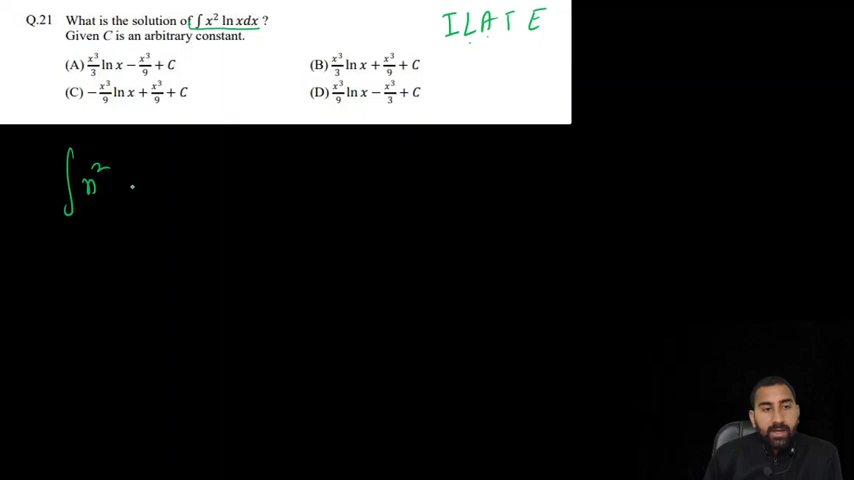 Q.21 What is the solution of ∫ x² ln xdx ?
Given C is an arbitrary constant.
(A) x³/3 ln x − x³/9 + C
(B) x³/3 ln x + x³/9 + C
(C) − x³/9 ln x + x³/9 + C
(D) x³/9 ln x − x³/3 + C
ILATE
∫ x²